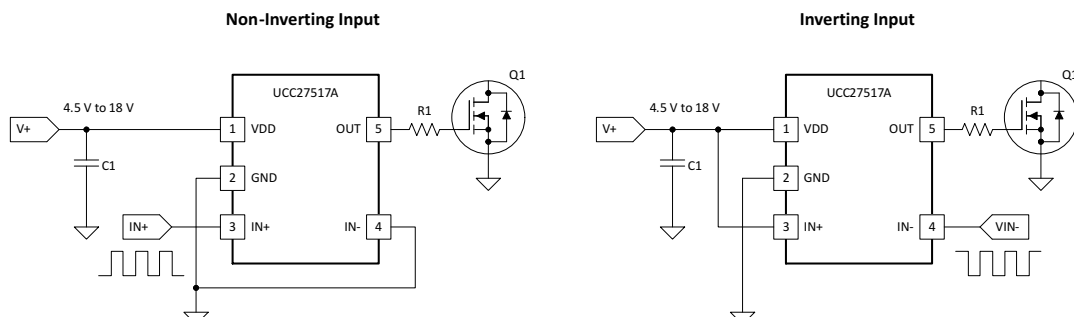 Non-Inverting Input
Q1
UCC27517A
4.5 V to 18 V
R1
V+
1
VDD
OUT
5
C1
2
GND
IN+
3
IN+
IN-
4
Inverting Input
Q1
UCC27517A
4.5 V to 18 V
R1
V+
1
VDD
OUT
5
C1
2
GND
3
IN+
IN-
4
VIN-